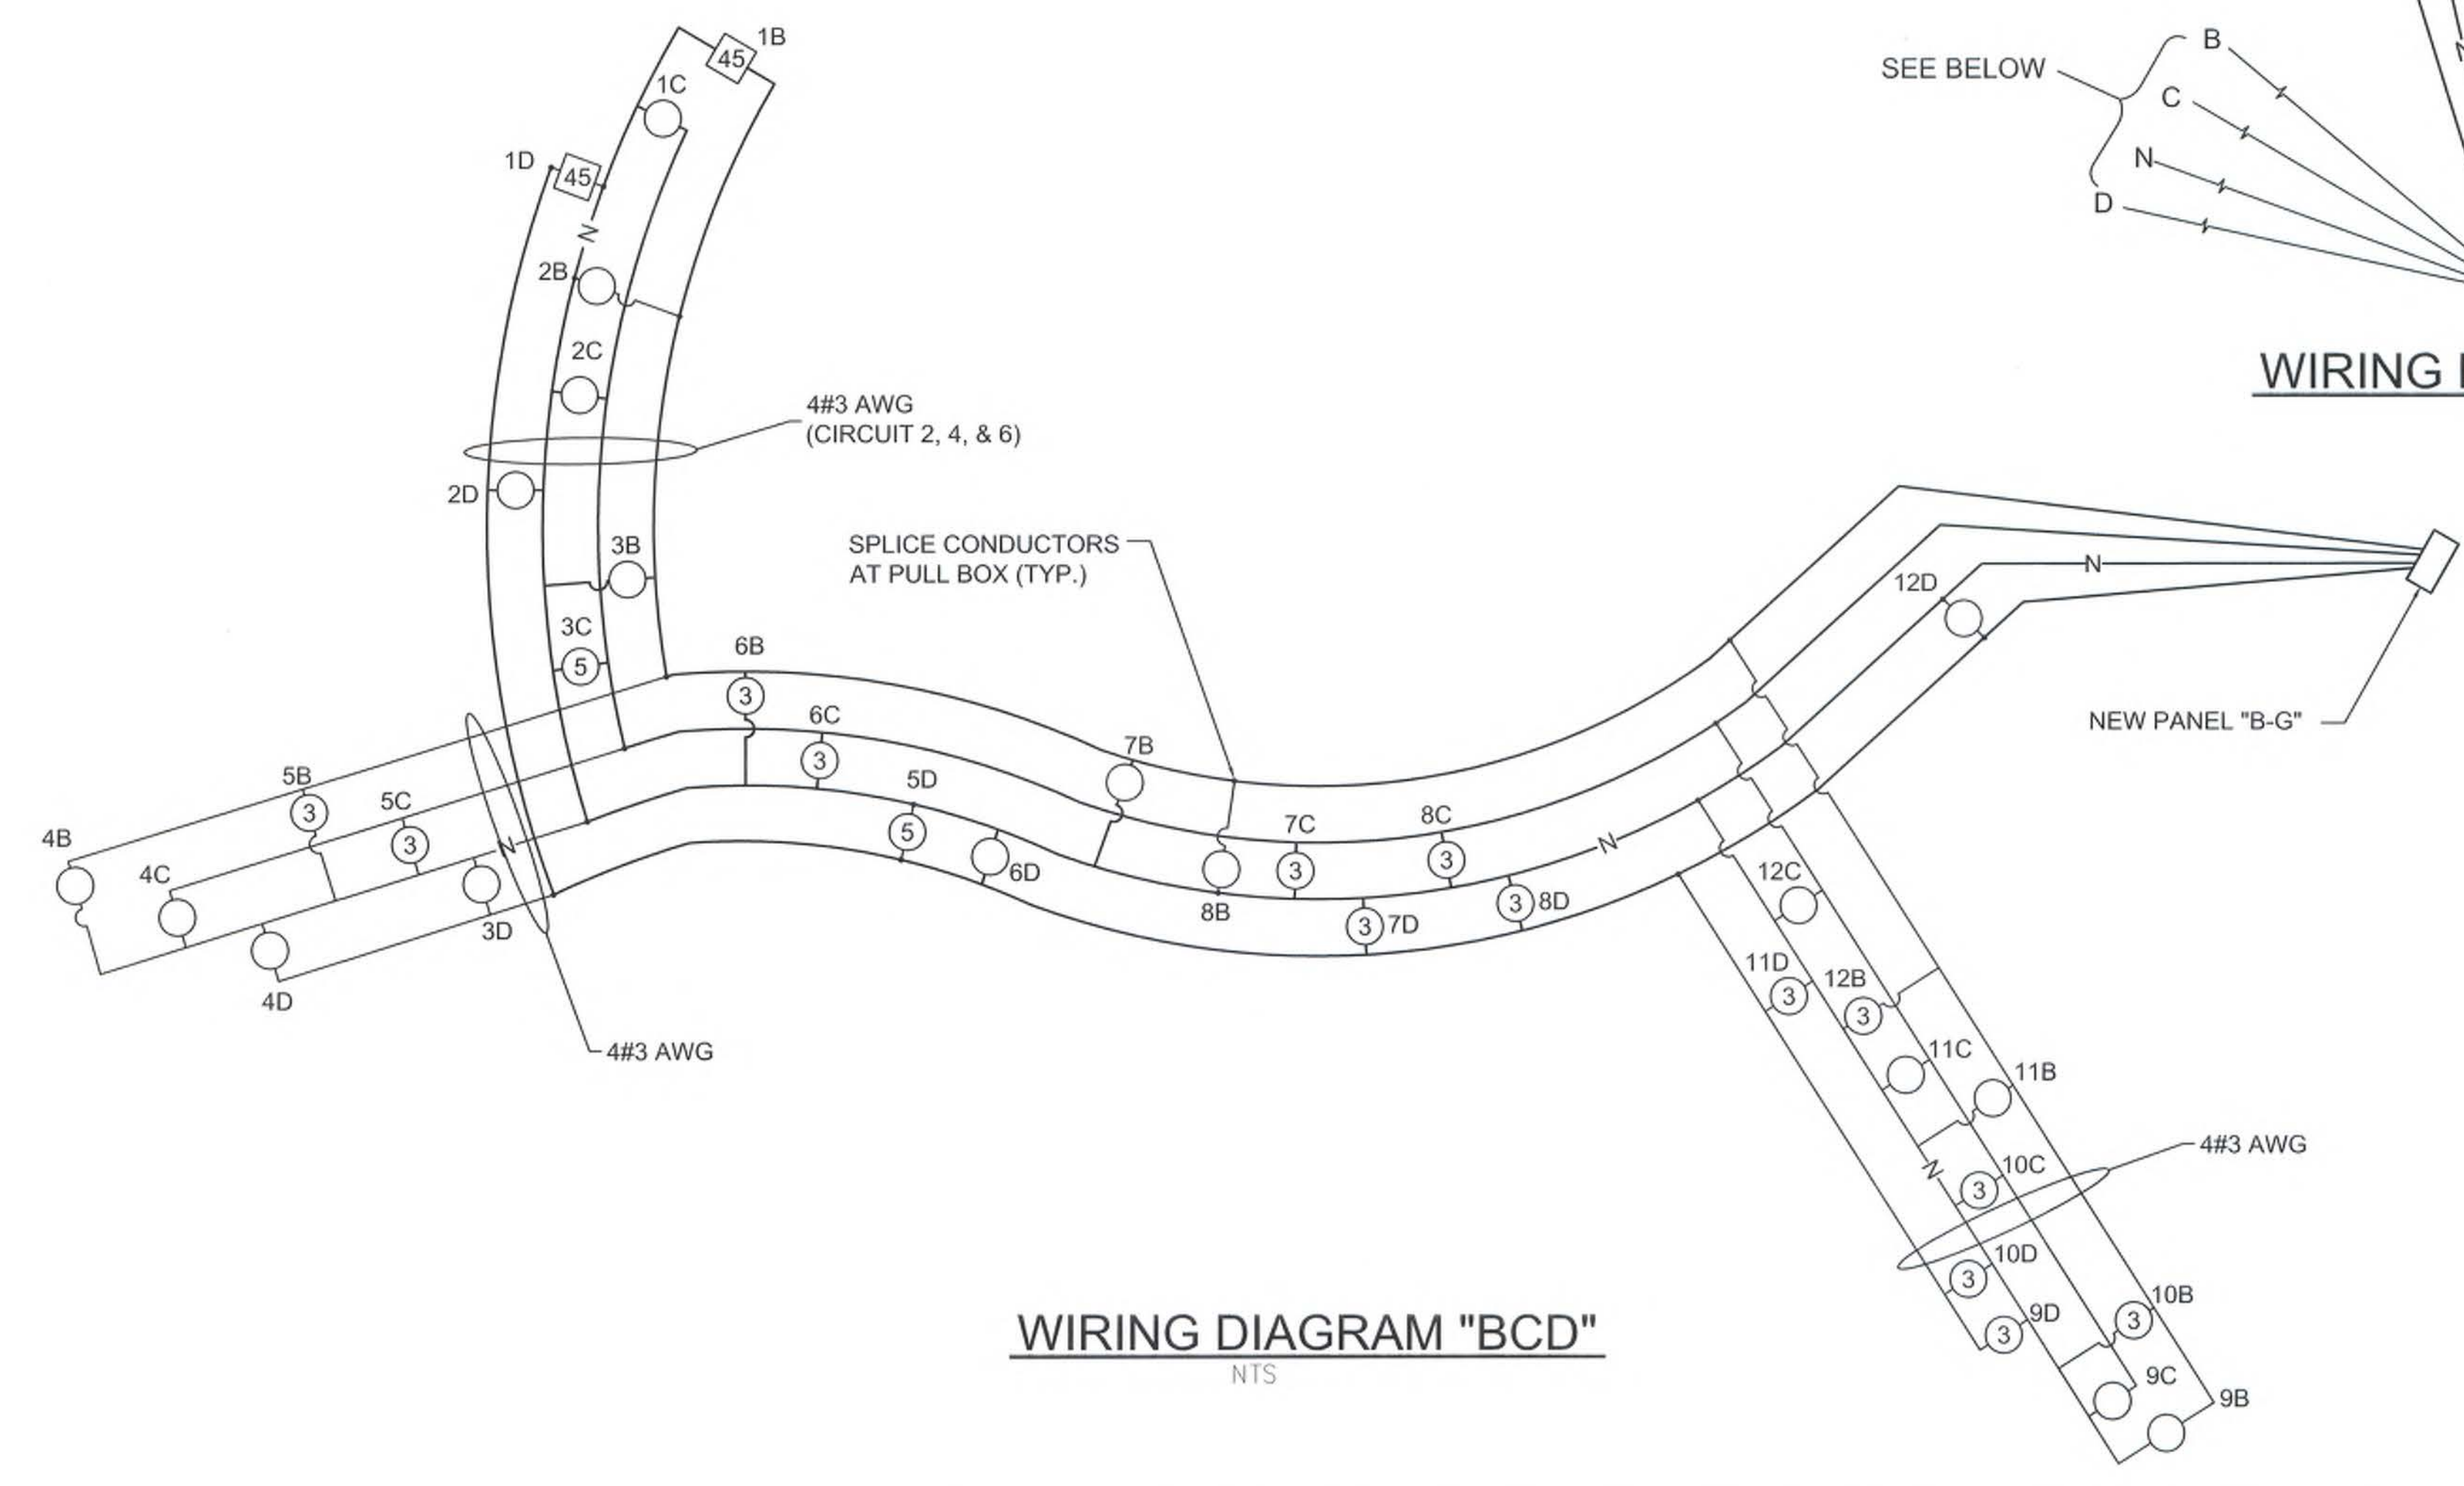 1B
45
1C
1D
45
N
2B
2C
4#3 AWG
(CIRCUIT 2, 4, & 6)
2D
3B
3C
5
SPLICE CONDUCTORS
AT PULL BOX (TYP.)
SEE BELOW
B
C
N
D
WIRING
12D
N
NEW PANEL "B-G"
6B
3
6C
3
7B
5D
5
6D
5B
3
5C
3
4B
4C
N
3D
4D
4#3 AWG
8B
7C
3
8C
3
N
3
7D
3
8D
12C
11D
3
12B
3
11C
11B
4#3 AWG
N
10C
3
10D
3
9D
3
10B
3
9C
9B
WIRING DIAGRAM "BCD"
NTS